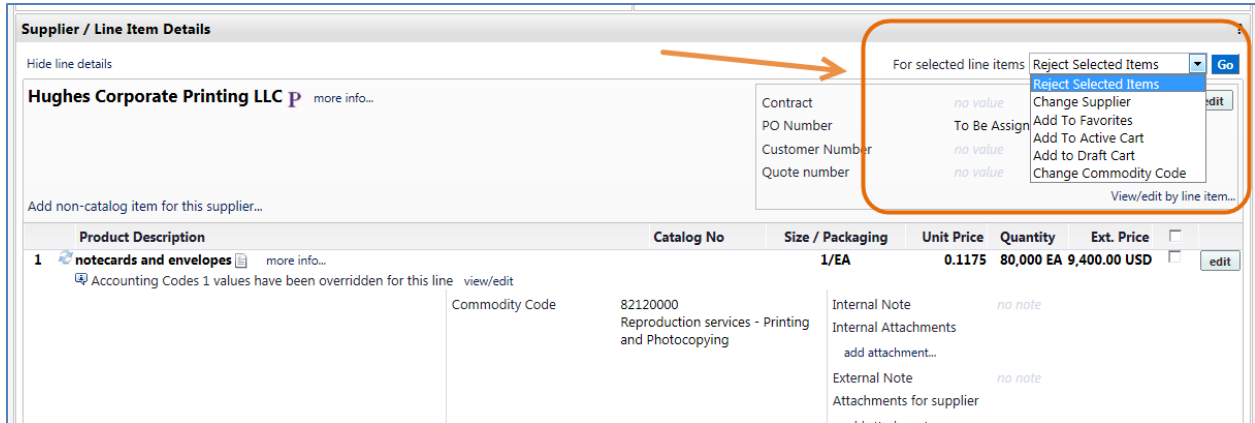 Supplier / Line Item Details
?
Hide line details
For selected line items Reject Selected Items Go
Reject Selected Items
Change Supplier
Add To Favorites
Add To Active Cart
Add to Draft Cart
Change Commodity Code
Hughes Corporate Printing LLC P more info...
Contract no value edit
PO Number To Be Assign
Customer Number no value
Quote number no value
View/edit by line item...
Add non-catalog item for this supplier...
Product Description Catalog No Size / Packaging Unit Price Quantity Ext. Price
1 notecards and envelopes more info... 1/EA 0.1175 80,000 EA 9,400.00 USD edit
Accounting Codes 1 values have been overridden for this line view/edit
Commodity Code 82120000 Internal Note no note
Reproduction services - Printing Internal Attachments
and Photocopying
add attachment...
External Note no note
Attachments for supplier